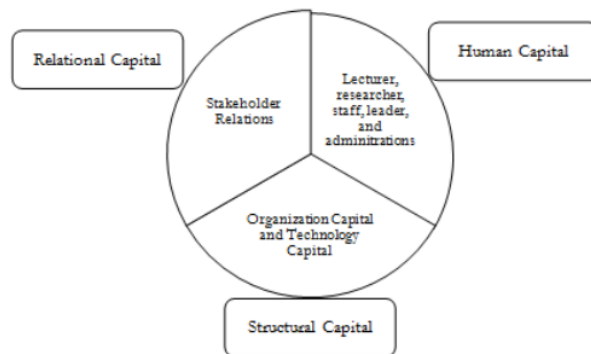 Relational Capital
Human Capital
Stakeholder
Relations
Lecturer,
researcher,
staff, leader,
and
adminitrations
Organization Capital
and Technology
Capital
Structural Capital